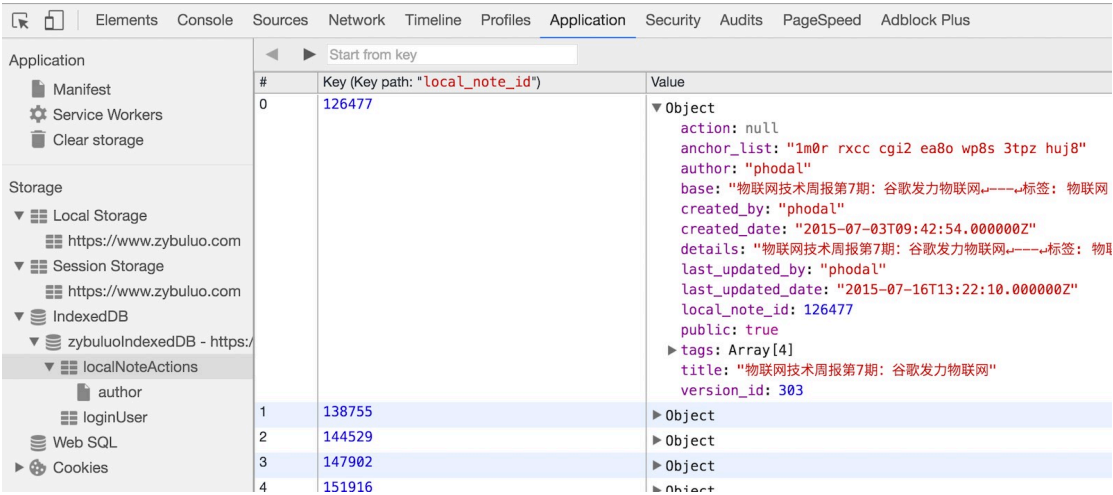 Elements Console Sources Network Timeline Profiles Application Security Audits PageSpeed Adblock Plus
Application
Manifest
Service Workers
Clear storage
Storage
Local Storage
https://www.zybuluo.com
Session Storage
https://www.zybuluo.com
IndexedDB
zybuluoIndexedDB - https:/
localNoteActions
author
loginUser
Web SQL
Cookies
Start from key
# Key (Key path: "local_note_id") Value
0 126477 Object
action: null
anchor_list: "1m0r rxcc cgi2 ea8o wp8s 3tpz huj8"
author: "phodal"
base: "物联网技术周报第7期: 谷歌发力物联网↵---↵标签: 物联网
created_by: "phodal"
created_date: "2015-07-03T09:42:54.000000Z"
details: "物联网技术周报第7期: 谷歌发力物联网↵---↵标签: 物联
last_updated_by: "phodal"
last_updated_date: "2015-07-16T13:22:10.000000Z"
local_note_id: 126477
public: true
tags: Array[4]
title: "物联网技术周报第7期: 谷歌发力物联网"
version_id: 303
1 138755 Object
2 144529 Object
3 147902 Object
4 151916 Object